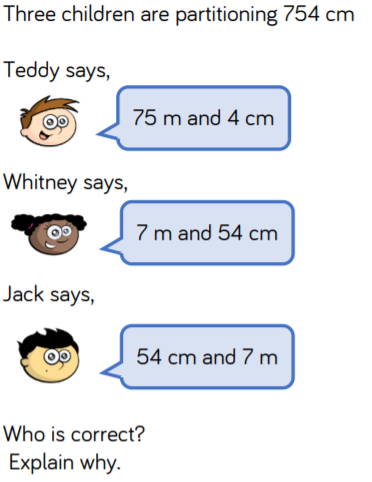 Three children are partitioning 754 cm
Teddy says,
75 m and 4 cm
Whitney says,
7 m and 54 cm
Jack says,
54 cm and 7 m
Who is correct?
Explain why.